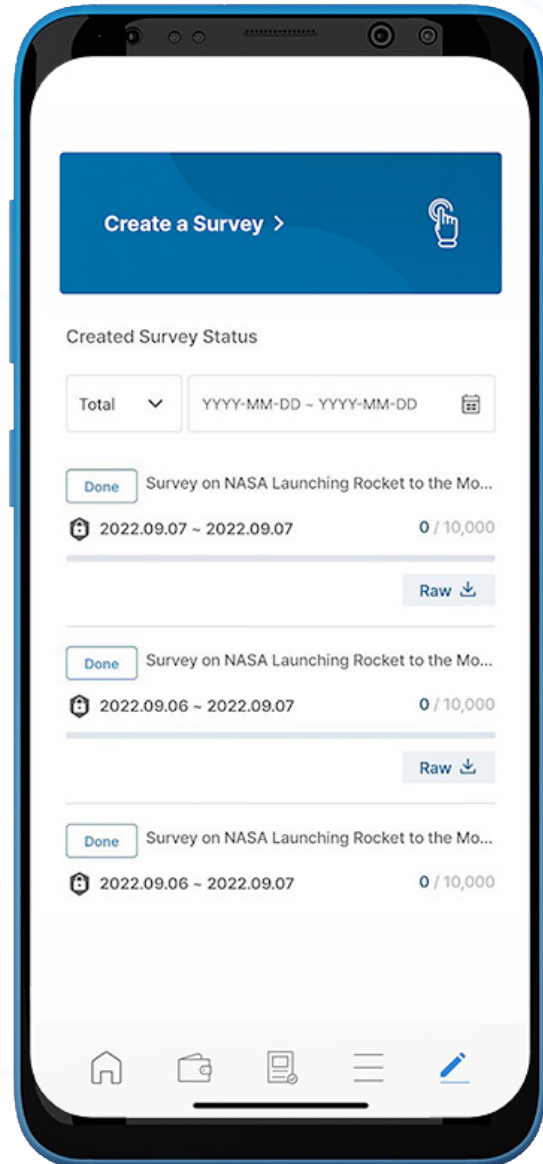 Create a Survey >
Created Survey Status
Total YYYY-MM-DD ~ YYYY-MM-DD
Done Survey on NASA Launching Rocket to the Mo...
2022.09.07 ~ 2022.09.07 0 / 10,000
Raw
Done Survey on NASA Launching Rocket to the Mo...
2022.09.06 ~ 2022.09.07 0 / 10,000
Raw
Done Survey on NASA Launching Rocket to the Mo...
2022.09.06 ~ 2022.09.07 0 / 10,000